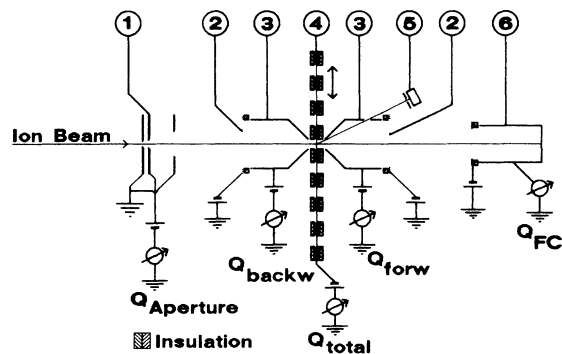 1 2 3 4 3 5 2 6
Ion Beam
Q_FC
Q_backw Q_forw
Q_Aperture
Insulation
Q_total